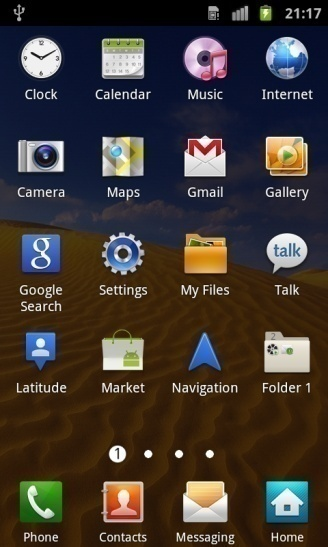 21:17
Clock Calendar Music Internet
Camera Maps Gmail Gallery
g talk
Google Search Settings My Files Talk
Latitude Market Navigation Folder 1
1
Phone Contacts Messaging Home